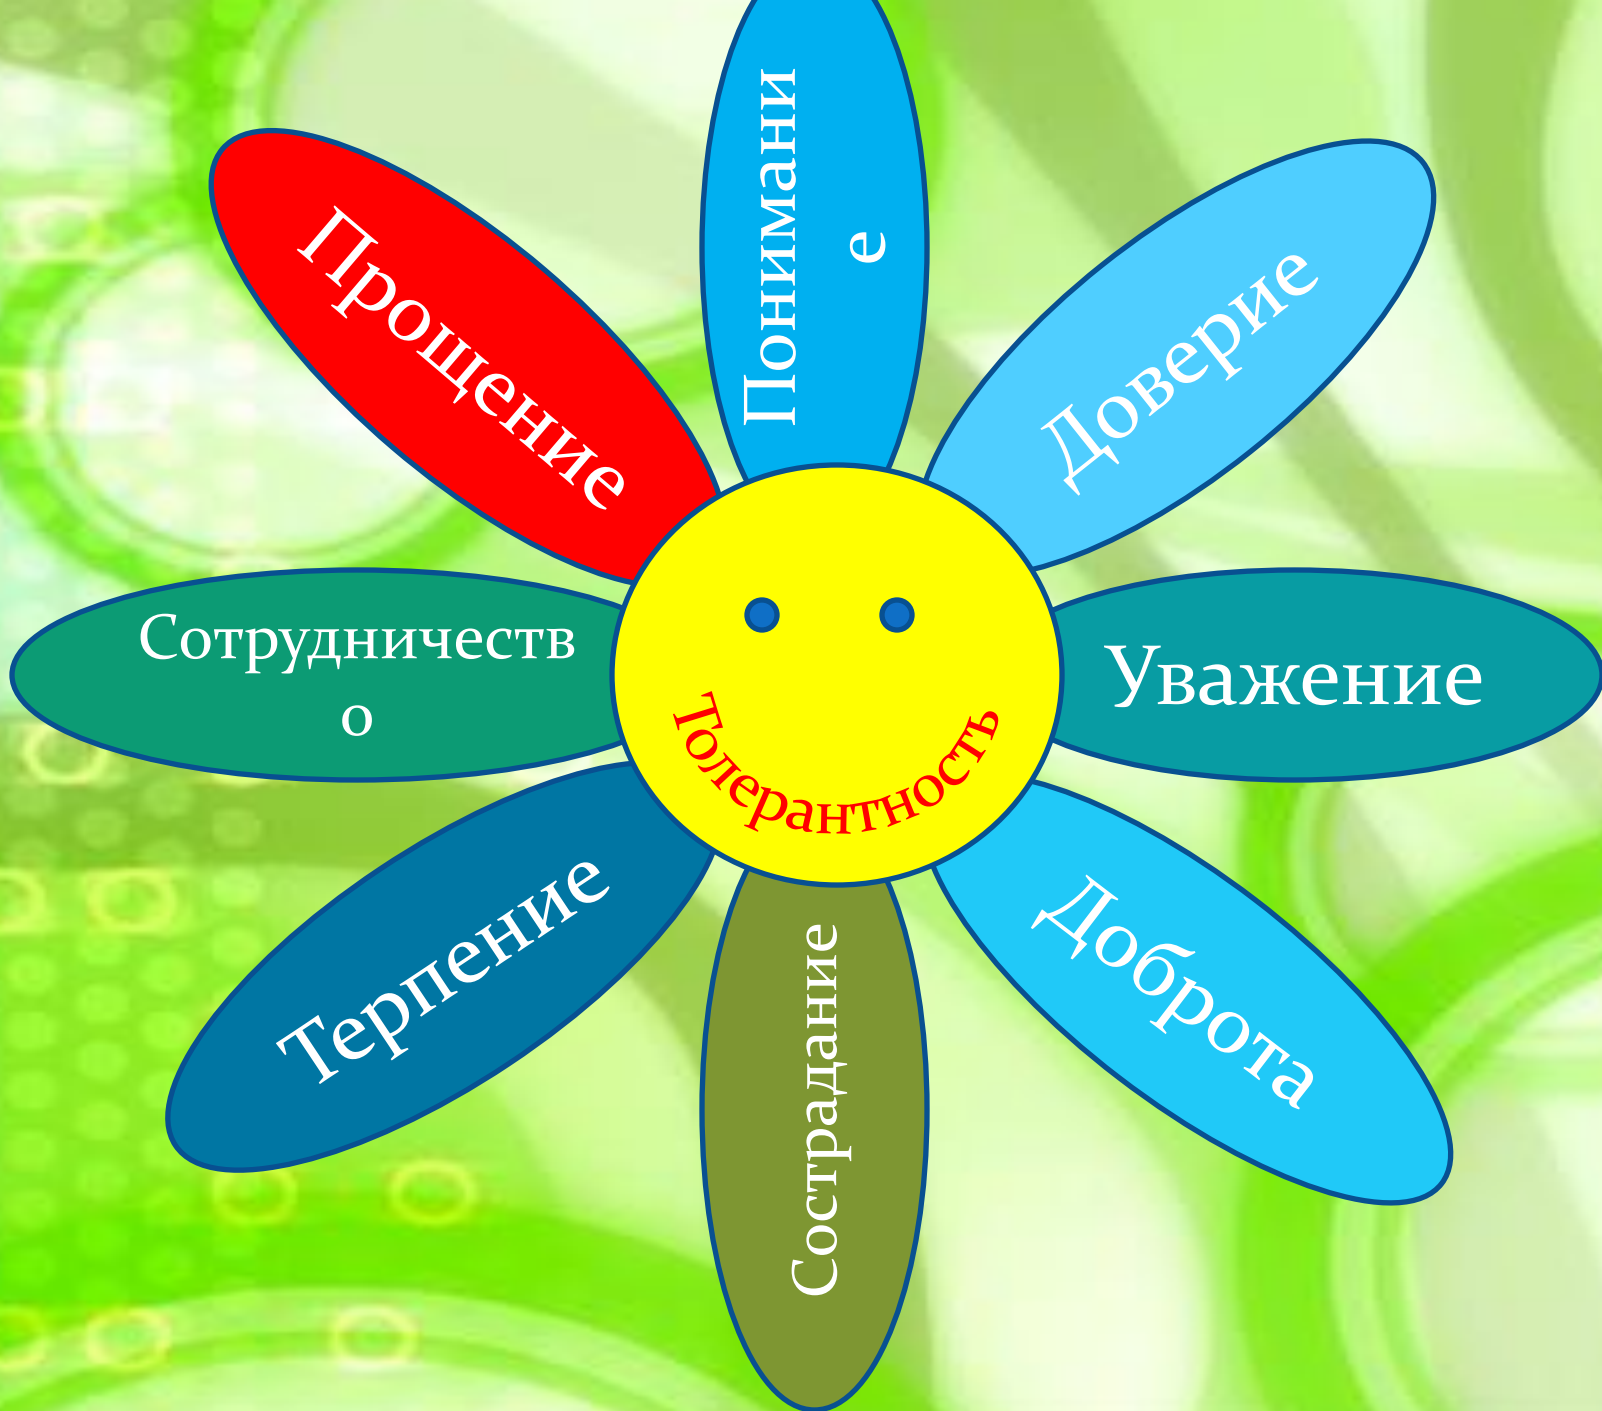 Понимани
е
Доверие
Уважение
Доброта
Сострадание
Терпение
Сотрудничеств
о
Прощение
Толерантность